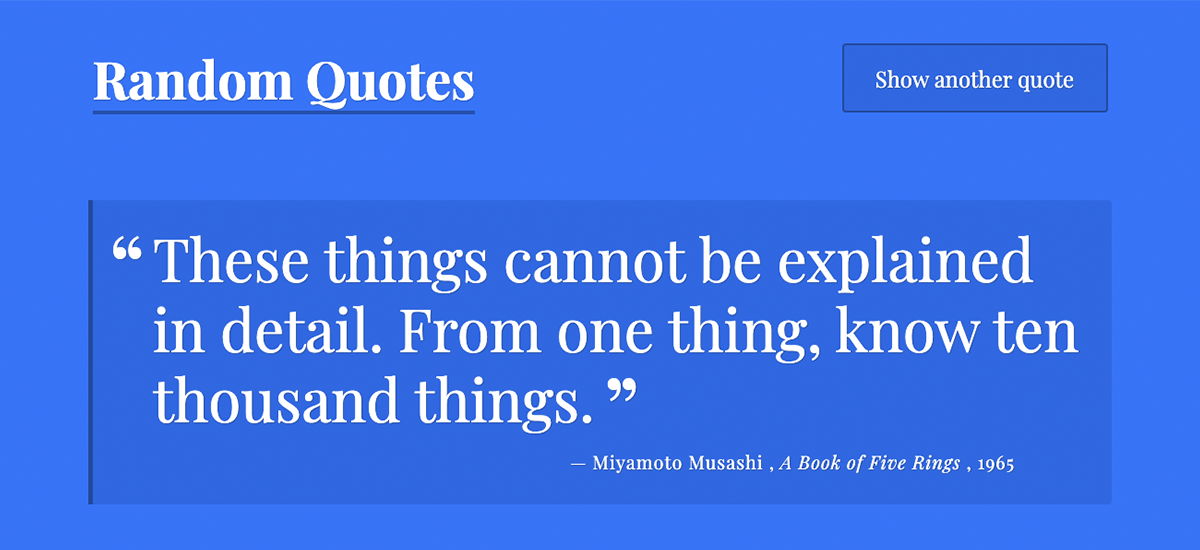 Random Quotes
Show another quote
“ These things cannot be explained
in detail. From one thing, know ten
thousand things. ”
— Miyamoto Musashi , A Book of Five Rings , 1965